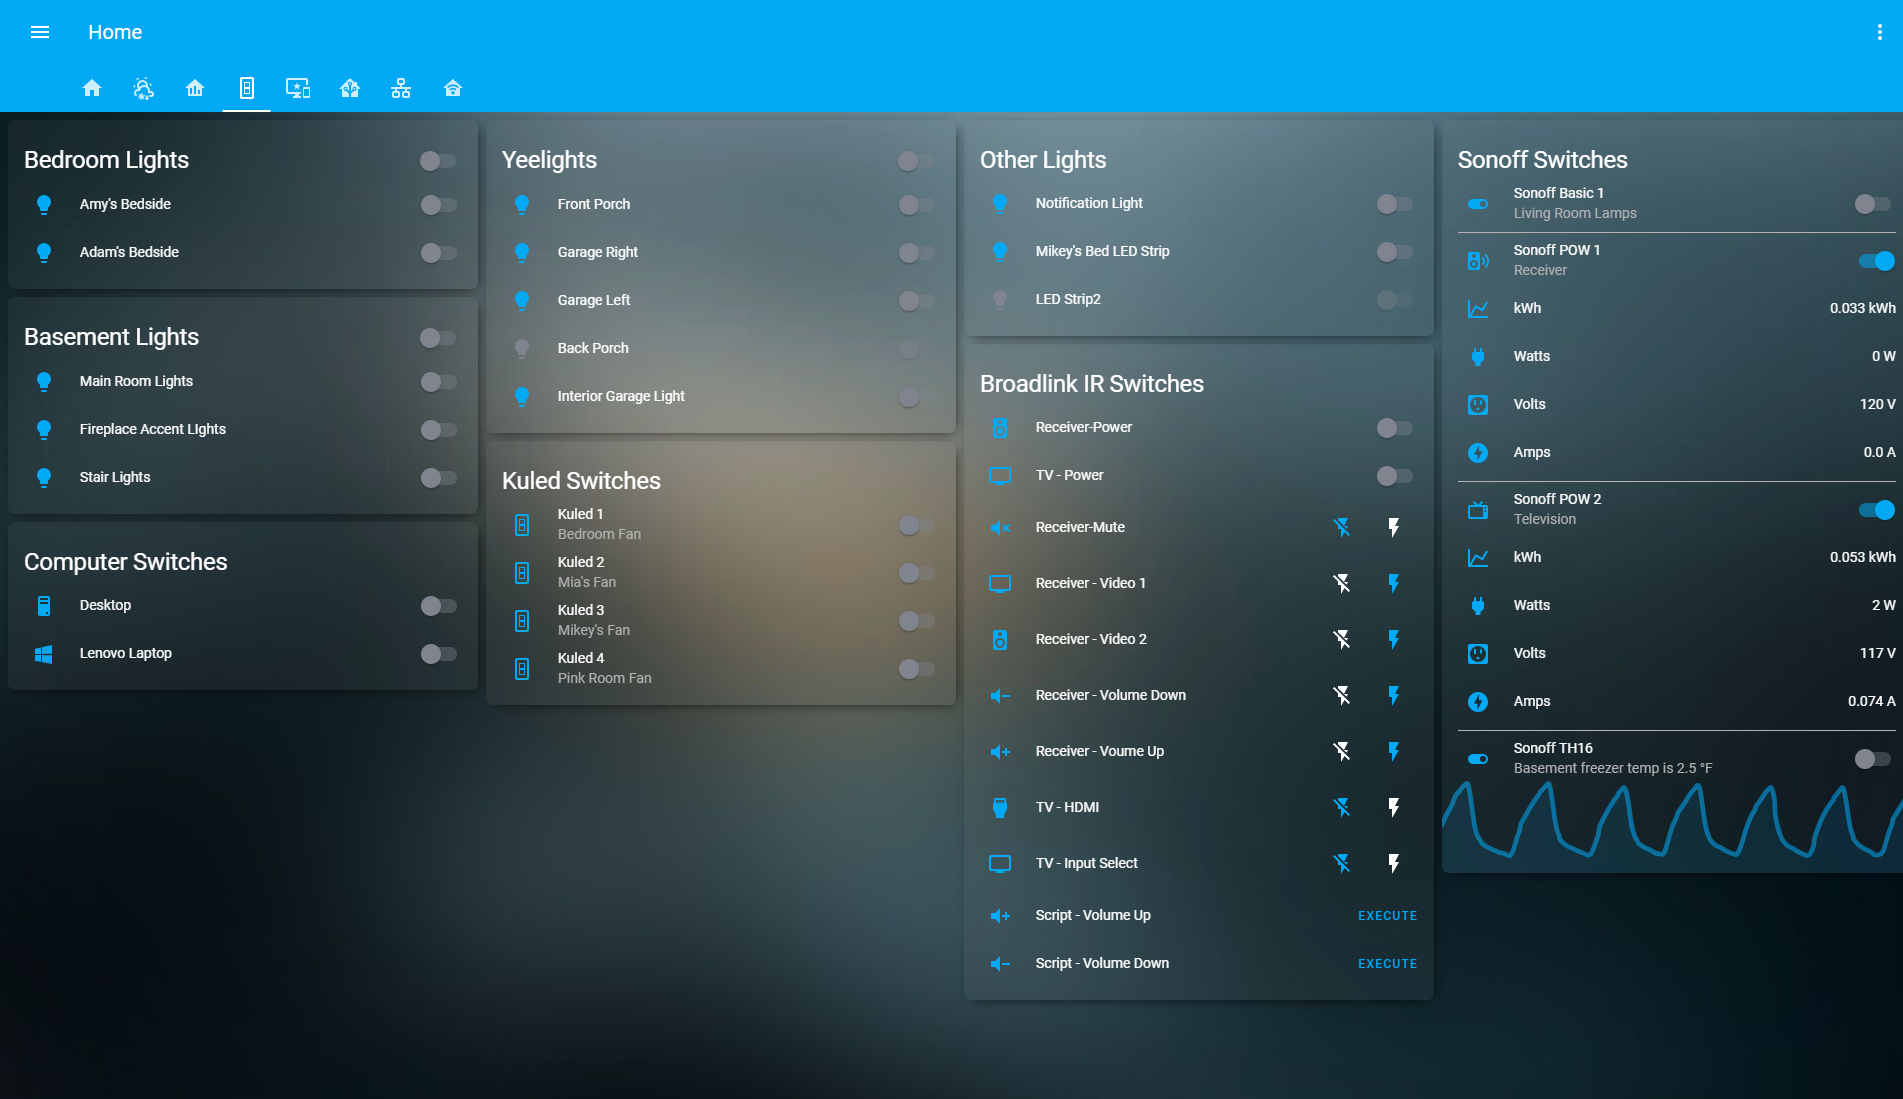 Home
Bedroom Lights
Amy's Bedside
Adam's Bedside
Basement Lights
Main Room Lights
Fireplace Accent LIghts
Stair Lights
Computer Switches
Desktop
Lenovo Laptop
Yeelights
Front Porch
Garage Right
Garage Left
Back Porch
Interior Garage Light
Kuled Switches
Kuled 1
Bedroom Fan
Kuled 2
Mia's Fan
Kuled 3
Mikey's Fan
Kuled 4
Pink Room Fan
Other Lights
Notification Light
Mikey's Bed LED Strip
LED Strip2
Broadlink IR Switches
Receiver-Power
TV - Power
Receiver-Mute
Receiver - Video 1
Receiver - Video 2
Receiver - Volume Down
Receiver - Voume Up
TV - HDMI
TV - Input Select
Script - Volume Up EXECUTE
Script - Volume Down EXECUTE
Sonoff Switches
Sonoff Basic 1
Living Room Lamps
Sonoff POW 1
Receiver
kWh 0.033 kWh
Watts 0 W
Volts 120 V
Amps 0.0 A
Sonoff POW 2
Television
kWh 0.053 kWh
Watts 2 W
Volts 117 V
Amps 0.074 A
Sonoff TH16
Basement freezer temp is 2.5 °F